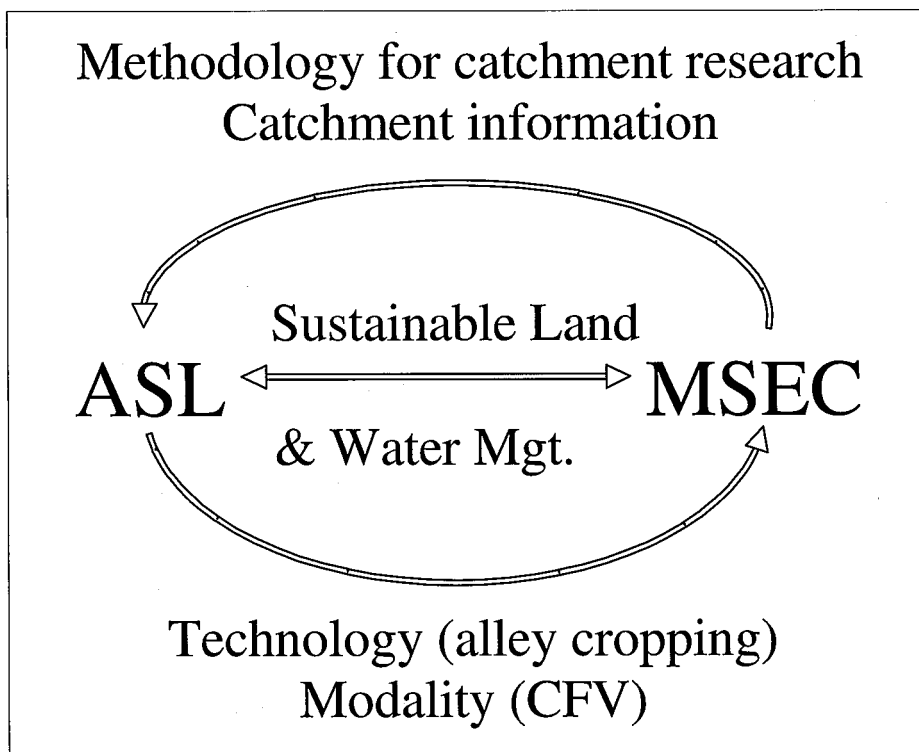 Methodology for catchment research
Catchment information
Sustainable Land
ASL
MSEC
& Water Mgt.
Technology (alley cropping)
Modality (CFV)